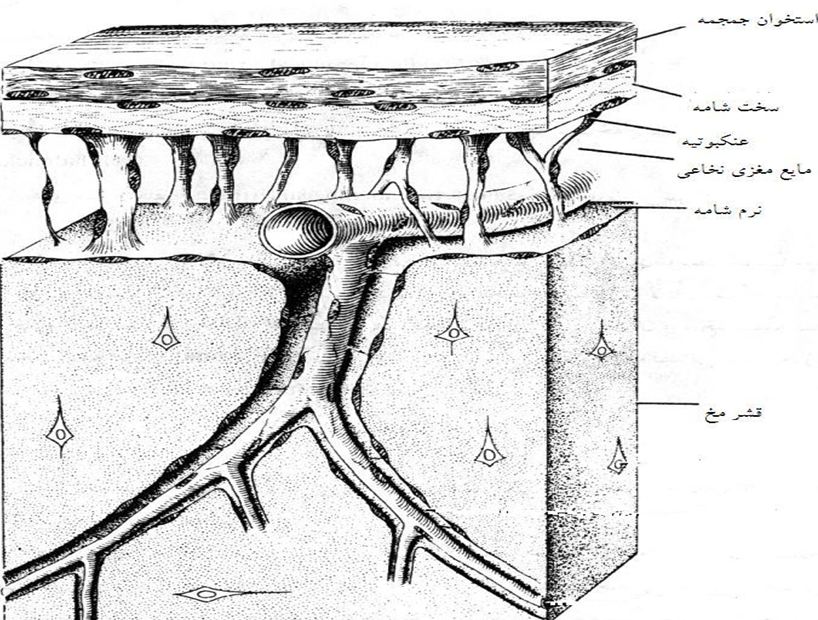 استخوان جمجمه
سخت شامه
عنکبوتیه
مایع مغزی نخاعی
نرم شامه
قشر مخ